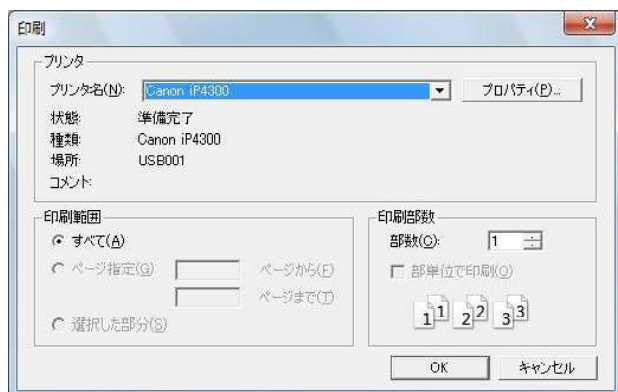 印刷
プリンタ
プリンタ名(N): Canon iP4300 プロパティ(P)...
状態: 準備完了
種類: Canon iP4300
場所: USB001
コメント:
印刷範囲
すべて(A)
ページ指定(G) ページから(F)
ページまで(T)
選択した部分(S)
印刷部数
部数(C): 1
部単位で印刷(O)
1 1 2 2 3 3
OK キャンセル